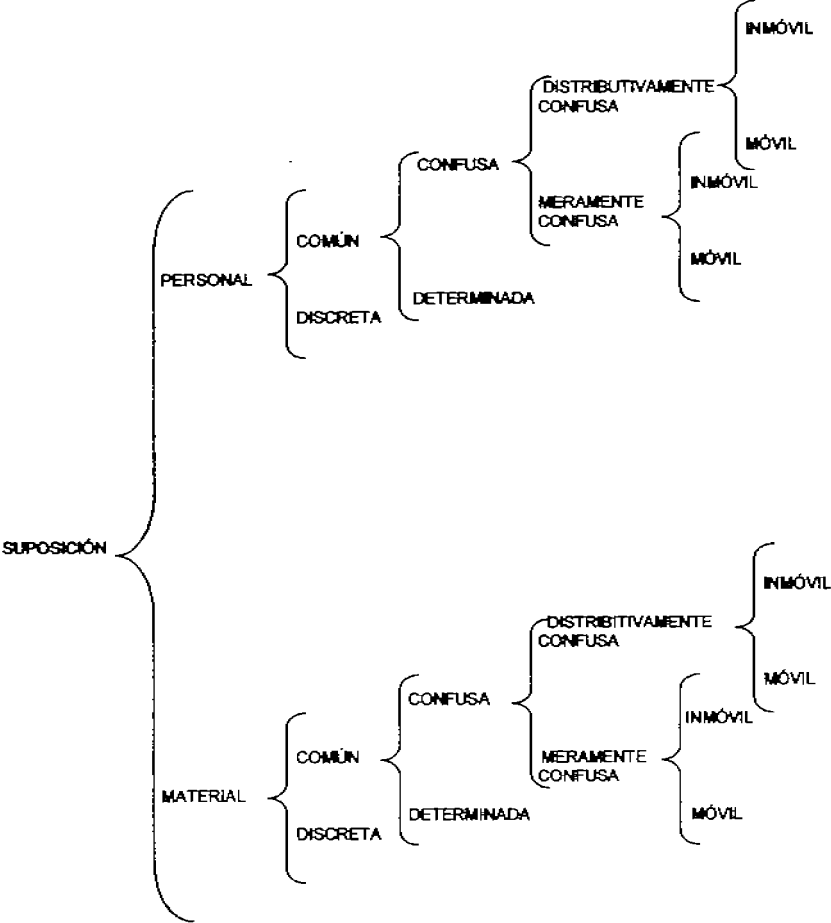 INMÓVIL
DISTRIBUTIVAMENTE
CONFUSA
MÓVIL
CONFUSA
INMÓVIL
MERAMENTE
CONFUSA
COMÚN
MÓVIL
PERSONAL
DETERMINADA
DISCRETA
SUPOSICIÓN
INMÓVIL
DISTRIBITIVAMENTE
CONFUSA
MÓVIL
CONFUSA
INMÓVIL
COMÚN
MERAMENTE
CONFUSA
MATERIAL
DETERMINADA
MÓVIL
DISCRETA